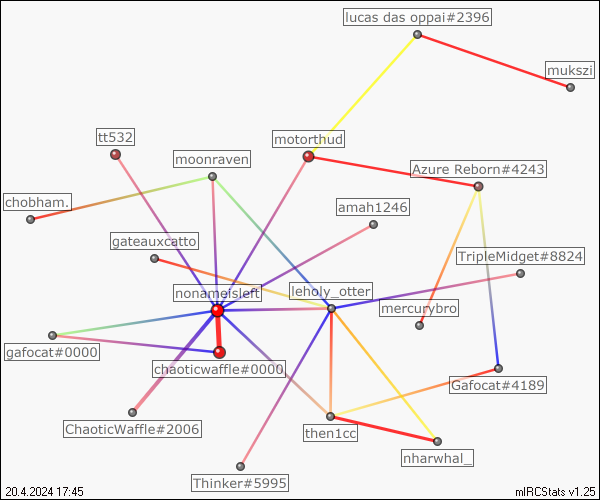 lucas das oppai#2396
mukszi
tt532
motorthud
moonraven
Azure Reborn#4243
chobham.
amah1246
gateauxcatto
TripleMidget#8824
nonameisleft
leholy_otter
mercurybro
gafocat#0000
chaoticwaffle#0000
Gafocat#4189
ChaoticWaffle#2006
then1cc
nharwhal_
Thinker#5995
20.4.2024 17:45
mIRCStats v1.25